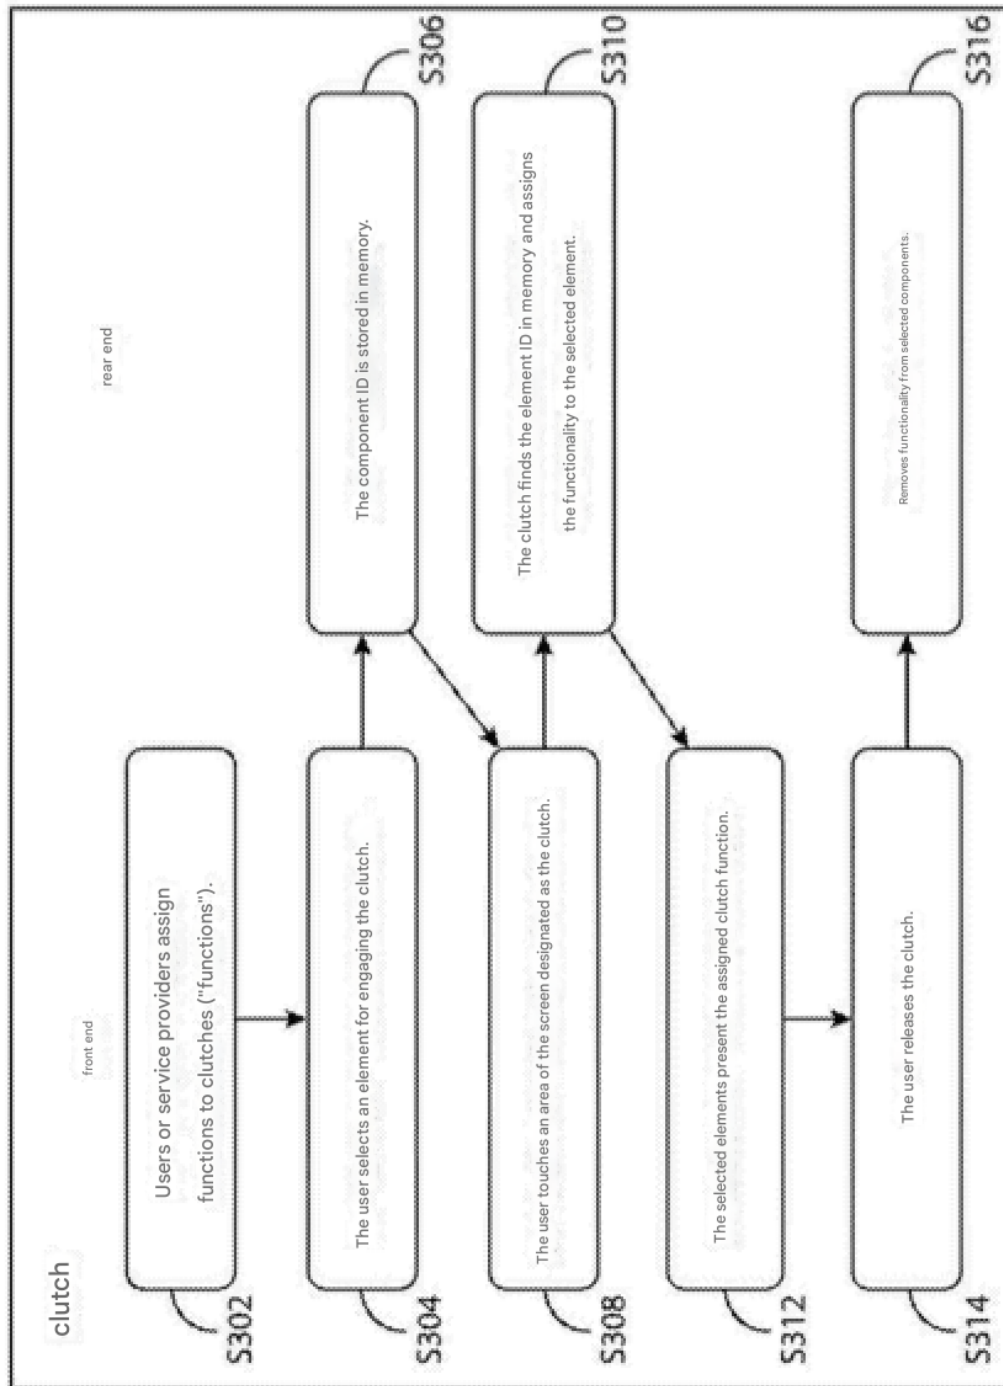 clutch
front end
rear end
Users or service providers assign
functions to clutches ("functions").
S302
The user selects an element for engaging the clutch.
S304
The component ID is stored in memory.
S306
The user touches an area of the screen designated as the clutch.
S308
The clutch finds the element ID in memory and assigns
the functionality to the selected element.
S310
The selected elements present the assigned clutch function.
S312
The user releases the clutch.
S314
Removes functionality from selected components.
S316